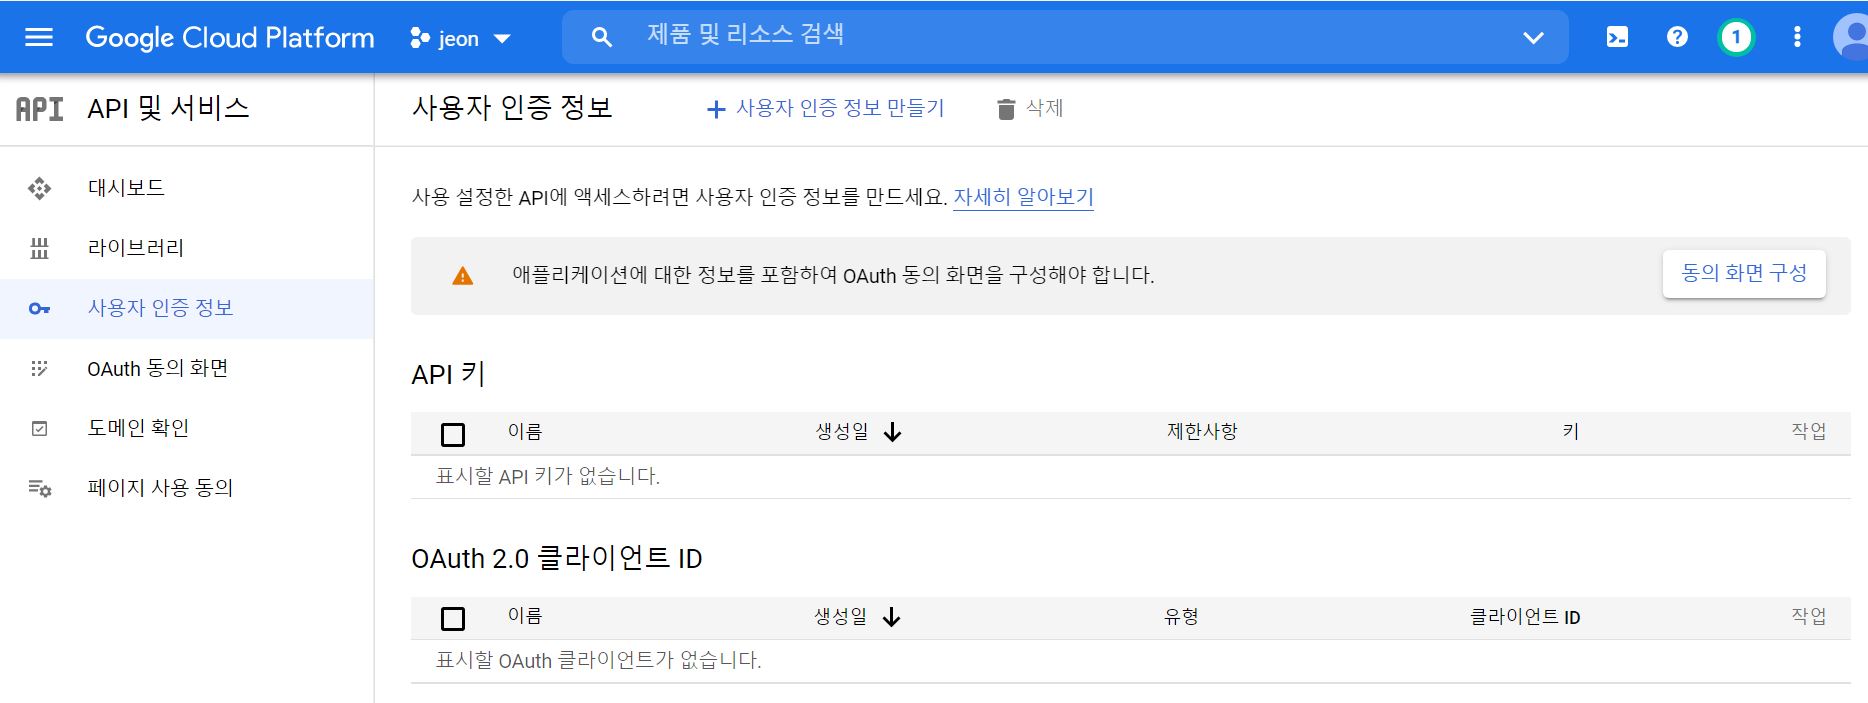 Google Cloud Platform jeon 제품 및 리소스 검색 1
API API 및 서비스 사용자 인증 정보 + 사용자 인증 정보 만들기 삭제
대시보드
라이브러리
사용자 인증 정보
OAuth 동의 화면
도메인 확인
페이지 사용 동의
사용 설정한 API에 액세스하려면 사용자 인증 정보를 만드세요. 자세히 알아보기
애플리케이션에 대한 정보를 포함하여 OAuth 동의 화면을 구성해야 합니다. 동의 화면 구성
API 키
이름 생성일 제한사항 키 작업
표시할 API 키가 없습니다.
OAuth 2.0 클라이언트 ID
이름 생성일 유형 클라이언트 ID 작업
표시할 OAuth 클라이언트가 없습니다.